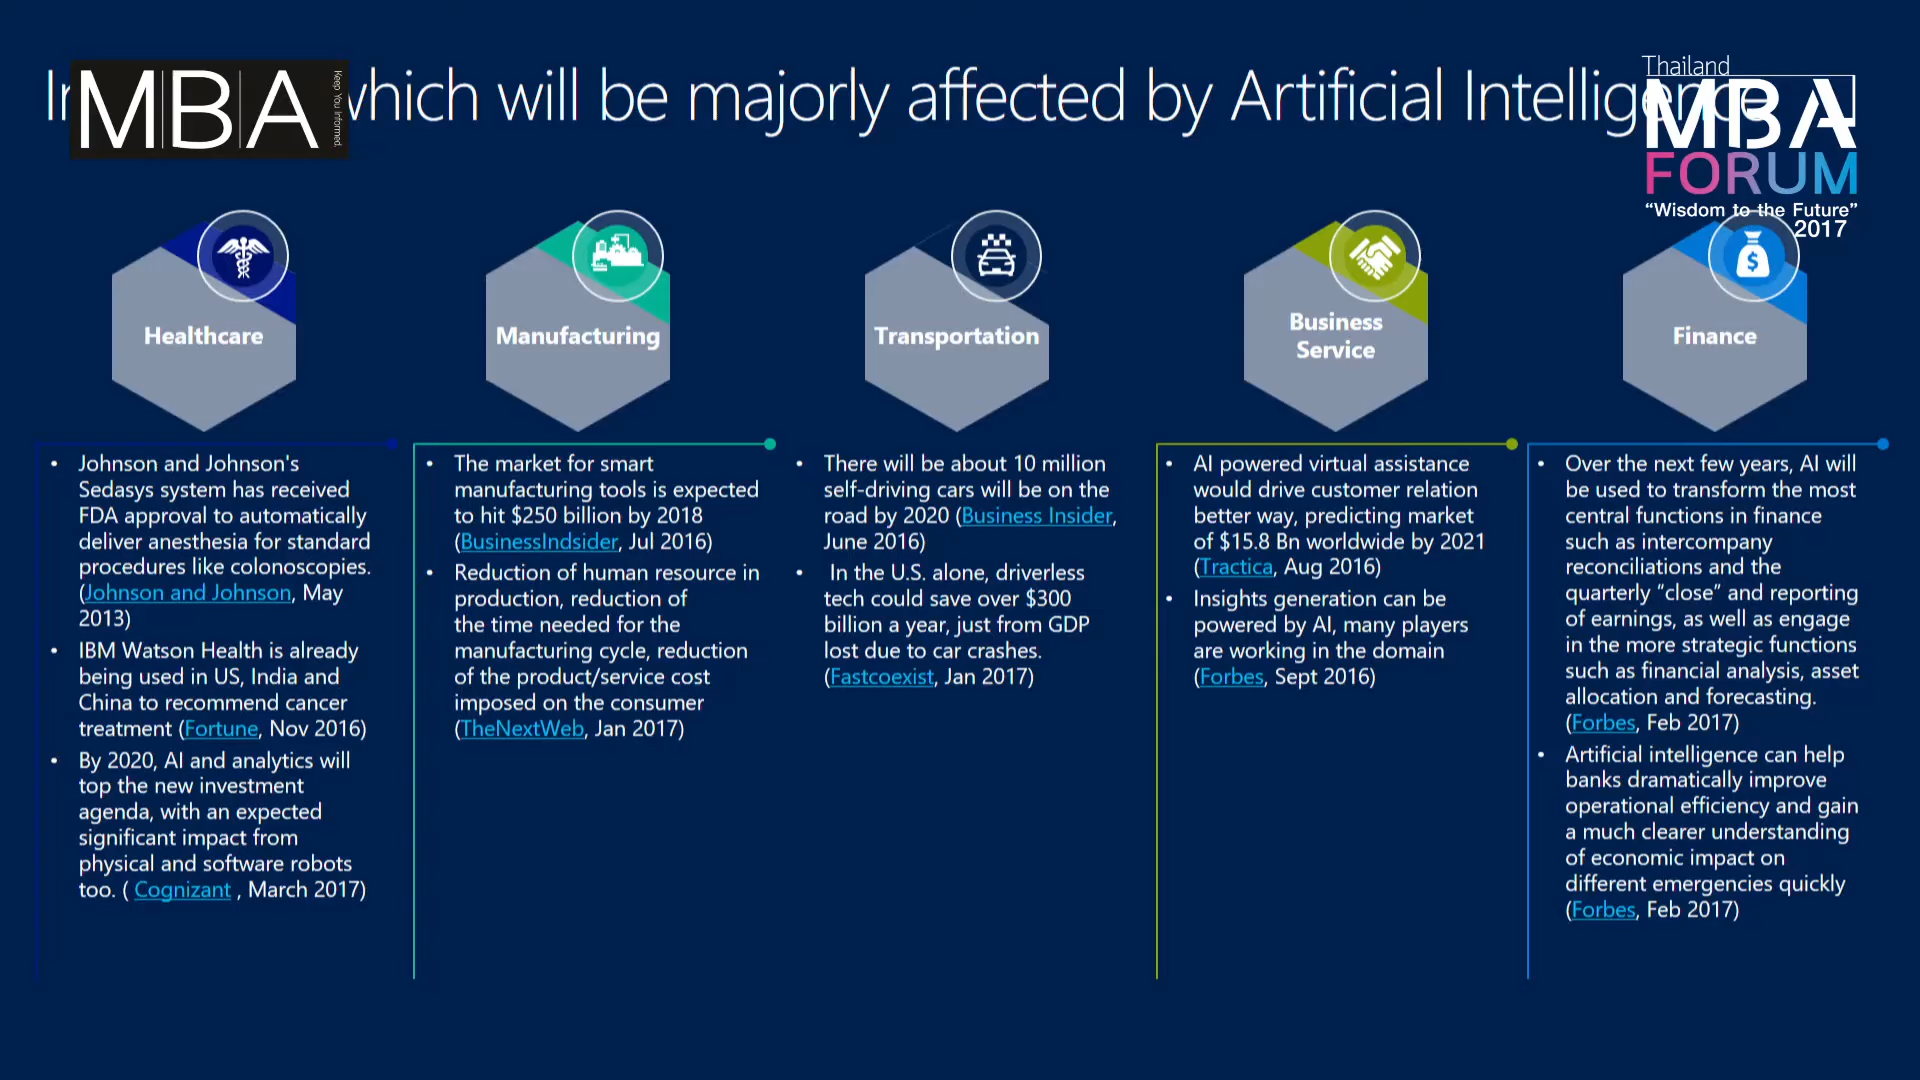 MBA
Keep You Informed.
which will be majorly affected by Artificial Intelligence
Thailand
MBA
FORUM
“Wisdom to the Future”
2017
Healthcare
Manufacturing
Transportation
Business
Service
Finance
• Johnson and Johnson's
Sedasys system has received
FDA approval to automatically
deliver anesthesia for standard
procedures like colonoscopies.
(Johnson and Johnson, May
2013)
• IBM Watson Health is already
being used in US, India and
China to recommend cancer
treatment (Fortune, Nov 2016)
• By 2020, AI and analytics will
top the new investment
agenda, with an expected
significant impact from
physical and software robots
too. ( Cognizant , March 2017)
• The market for smart
manufacturing tools is expected
to hit $250 billion by 2018
(BusinessIndsider, Jul 2016)
• Reduction of human resource in
production, reduction of
the time needed for the
manufacturing cycle, reduction
of the product/service cost
imposed on the consumer
(TheNextWeb, Jan 2017)
• There will be about 10 million
self-driving cars will be on the
road by 2020 (Business Insider,
June 2016)
• In the U.S. alone, driverless
tech could save over $300
billion a year, just from GDP
lost due to car crashes.
(Fastcoexist, Jan 2017)
• AI powered virtual assistance
would drive customer relation
better way, predicting market
of $15.8 Bn worldwide by 2021
(Tractica, Aug 2016)
• Insights generation can be
powered by AI, many players
are working in the domain
(Forbes, Sept 2016)
• Over the next few years, AI will
be used to transform the most
central functions in finance
such as intercompany
reconciliations and the
quarterly “close” and reporting
of earnings, as well as engage
in the more strategic functions
such as financial analysis, asset
allocation and forecasting.
(Forbes, Feb 2017)
• Artificial intelligence can help
banks dramatically improve
operational efficiency and gain
a much clearer understanding
of economic impact on
different emergencies quickly
(Forbes, Feb 2017)